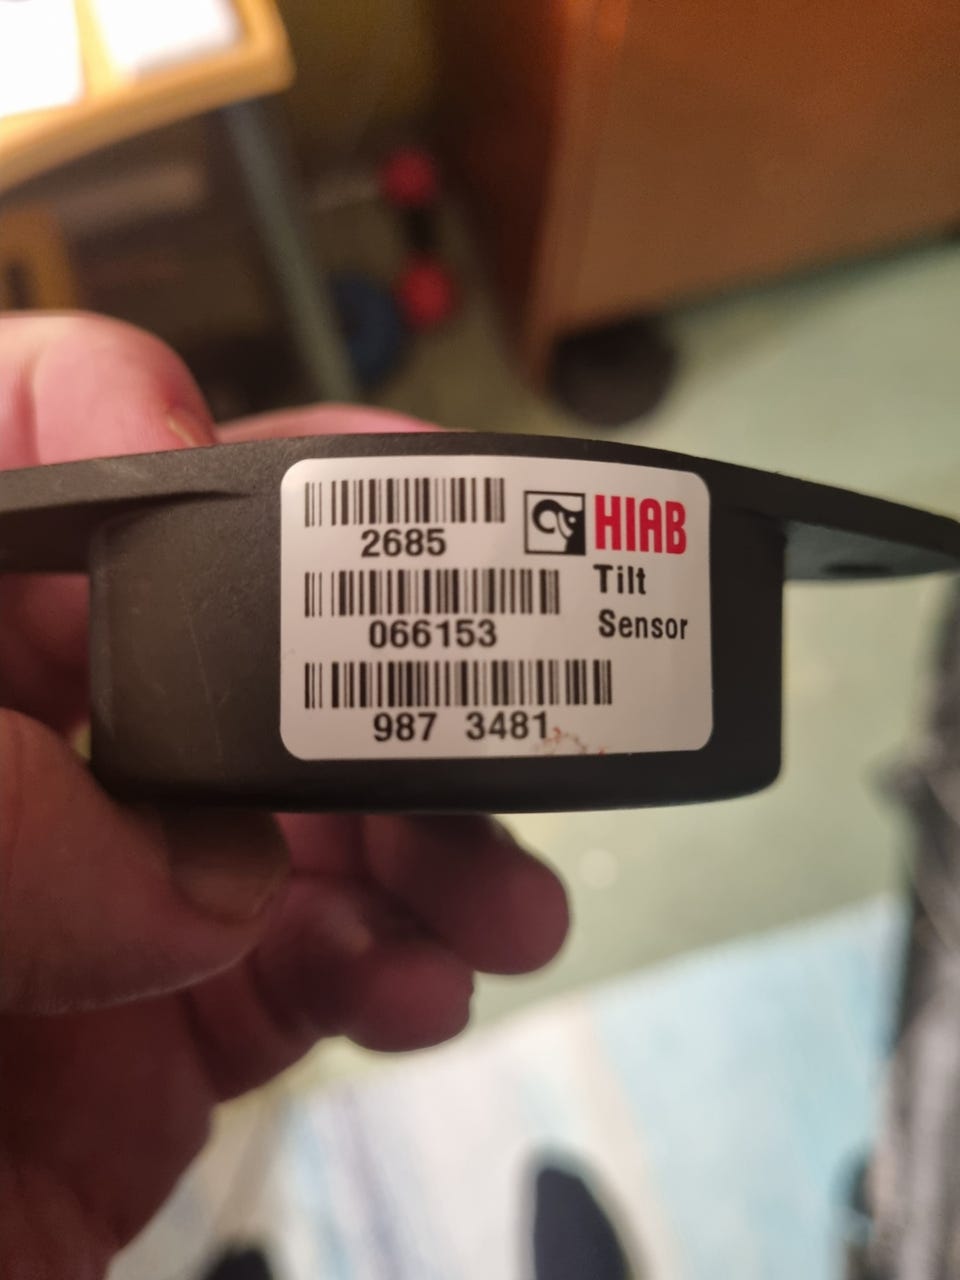 2685
HIAB
066153
Tilt
Sensor
987 3481